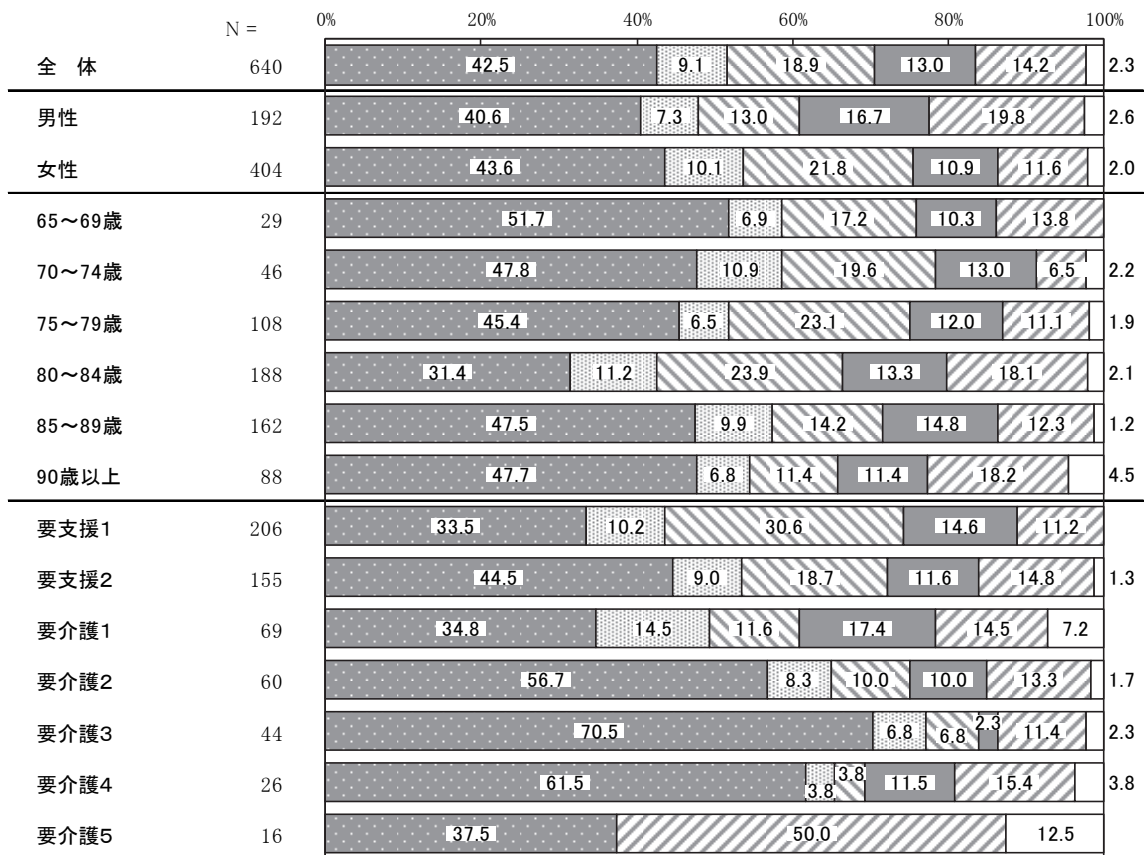 N =
0% 20% 40% 60% 80% 100%
全 体 640 42.5 9.1 18.9 13.0 14.2 2.3
男性 192 40.6 7.3 13.0 16.7 19.8 2.6
女性 404 43.6 10.1 21.8 10.9 11.6 2.0
65～69歳 29 51.7 6.9 17.2 10.3 13.8
70～74歳 46 47.8 10.9 19.6 13.0 6.5 2.2
75～79歳 108 45.4 6.5 23.1 12.0 11.1 1.9
80～84歳 188 31.4 11.2 23.9 13.3 18.1 2.1
85～89歳 162 47.5 9.9 14.2 14.8 12.3 1.2
90歳以上 88 47.7 6.8 11.4 11.4 18.2 4.5
要支援1 206 33.5 10.2 30.6 14.6 11.2
要支援2 155 44.5 9.0 18.7 11.6 14.8 1.3
要介護1 69 34.8 14.5 11.6 17.4 14.5 7.2
要介護2 60 56.7 8.3 10.0 10.0 13.3 1.7
要介護3 44 70.5 6.8 6.8 2.3 11.4 2.3
要介護4 26 61.5 3.8 3.8 11.5 15.4 3.8
要介護5 16 37.5 50.0 12.5